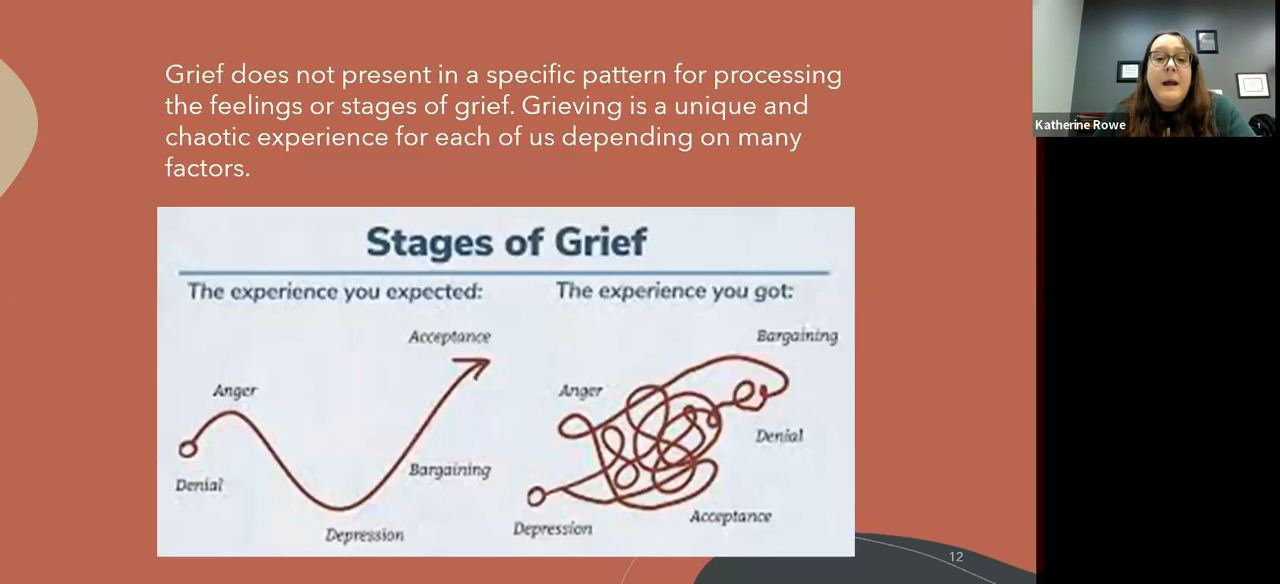 Grief does not present in a specific pattern for processing
the feelings or stages of grief. Grieving is a unique and
chaotic experience for each of us depending on many
factors.
Katherine Rowe
Stages of Grief
The experience you expected:
Acceptance
Anger
Denial
Bargaining
Depression
The experience you got:
Bargaining
Anger
Denial
Depression
Acceptance
12